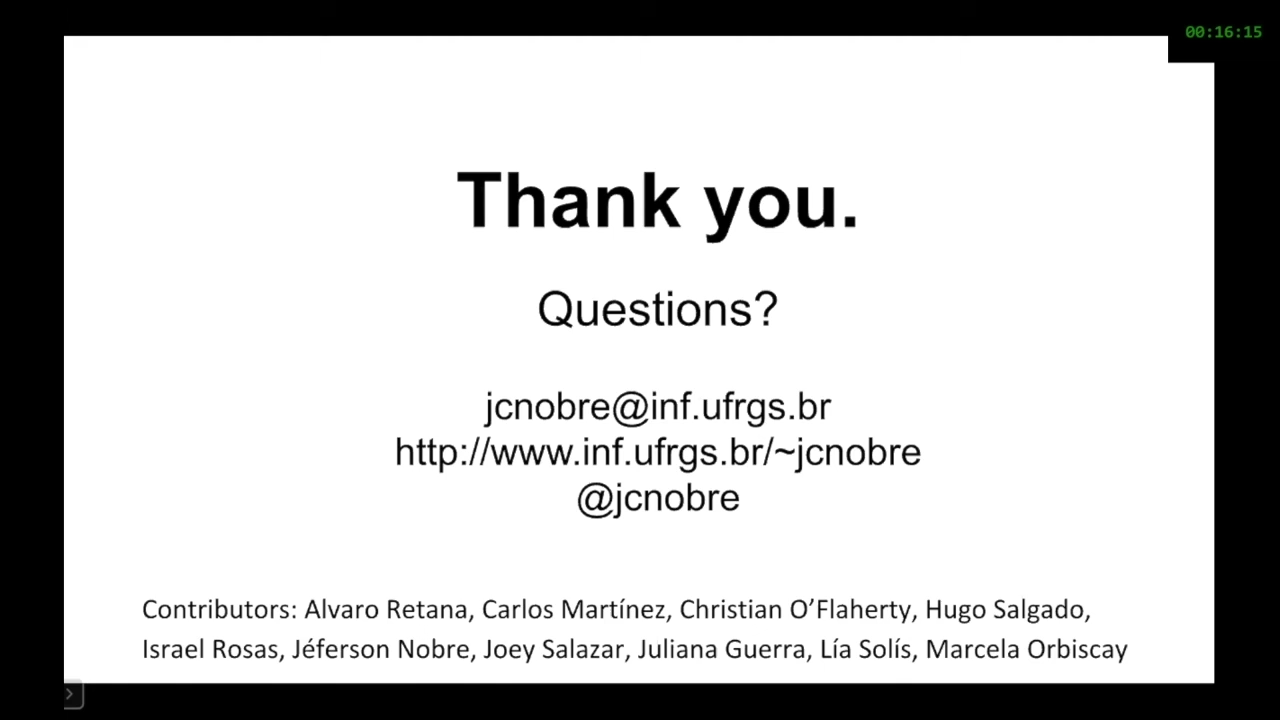 00:16:15
Thank you.
Questions?
jcnobre@inf.ufrgs.br
http://www.inf.ufrgs.br/~jcnobre
@jcnobre
Contributors: Alvaro Retana, Carlos Martínez, Christian O’Flaherty, Hugo Salgado,
Israel Rosas, Jéferson Nobre, Joey Salazar, Juliana Guerra, Lía Solís, Marcela Orbiscay